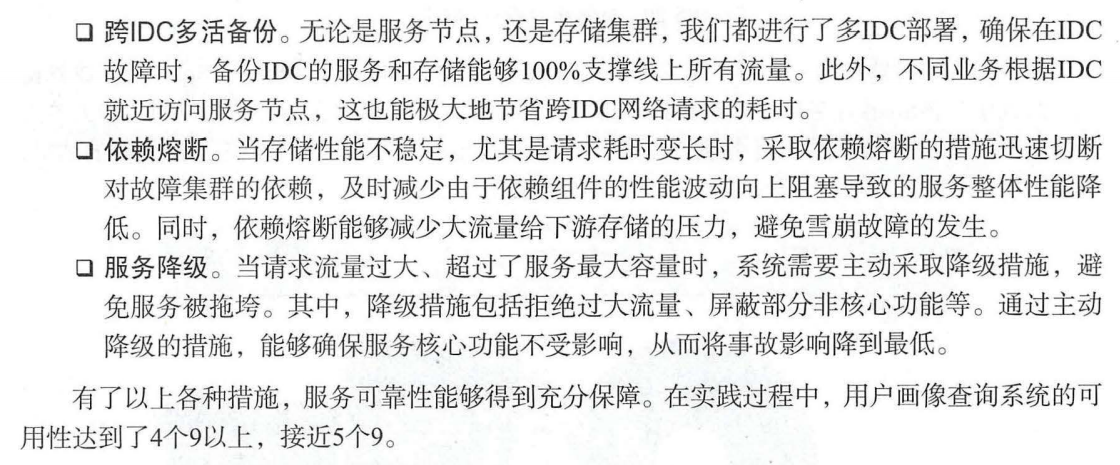 ❑ 跨IDC多活备份。无论是服务节点，还是存储集群，我们都进行了多IDC部署，确保在IDC
故障时，备份IDC的服务和存储能够100%支撑线上所有流量。此外，不同业务根据IDC
就近访问服务节点，这也能极大地节省跨IDC网络请求的耗时。
❑ 依赖熔断。当存储性能不稳定，尤其是请求耗时变长时，采取依赖熔断的措施迅速切断
对故障集群的依赖，及时减少由于依赖组件的性能波动向上阻塞导致的服务整体性能降
低。同时，依赖熔断能够减少大流量给下游存储的压力，避免雪崩故障的发生。
❑ 服务降级。当请求流量过大、超过了服务最大容量时，系统需要主动采取降级措施，避
免服务被拖垮。其中，降级措施包括拒绝过大流量、屏蔽部分非核心功能等。通过主动
降级的措施，能够确保服务核心功能不受影响，从而将事故影响降到最低。
有了以上各种措施，服务可靠性能够得到充分保障。在实践过程中，用户画像查询系统的可
用性达到了4个9以上，接近5个9。